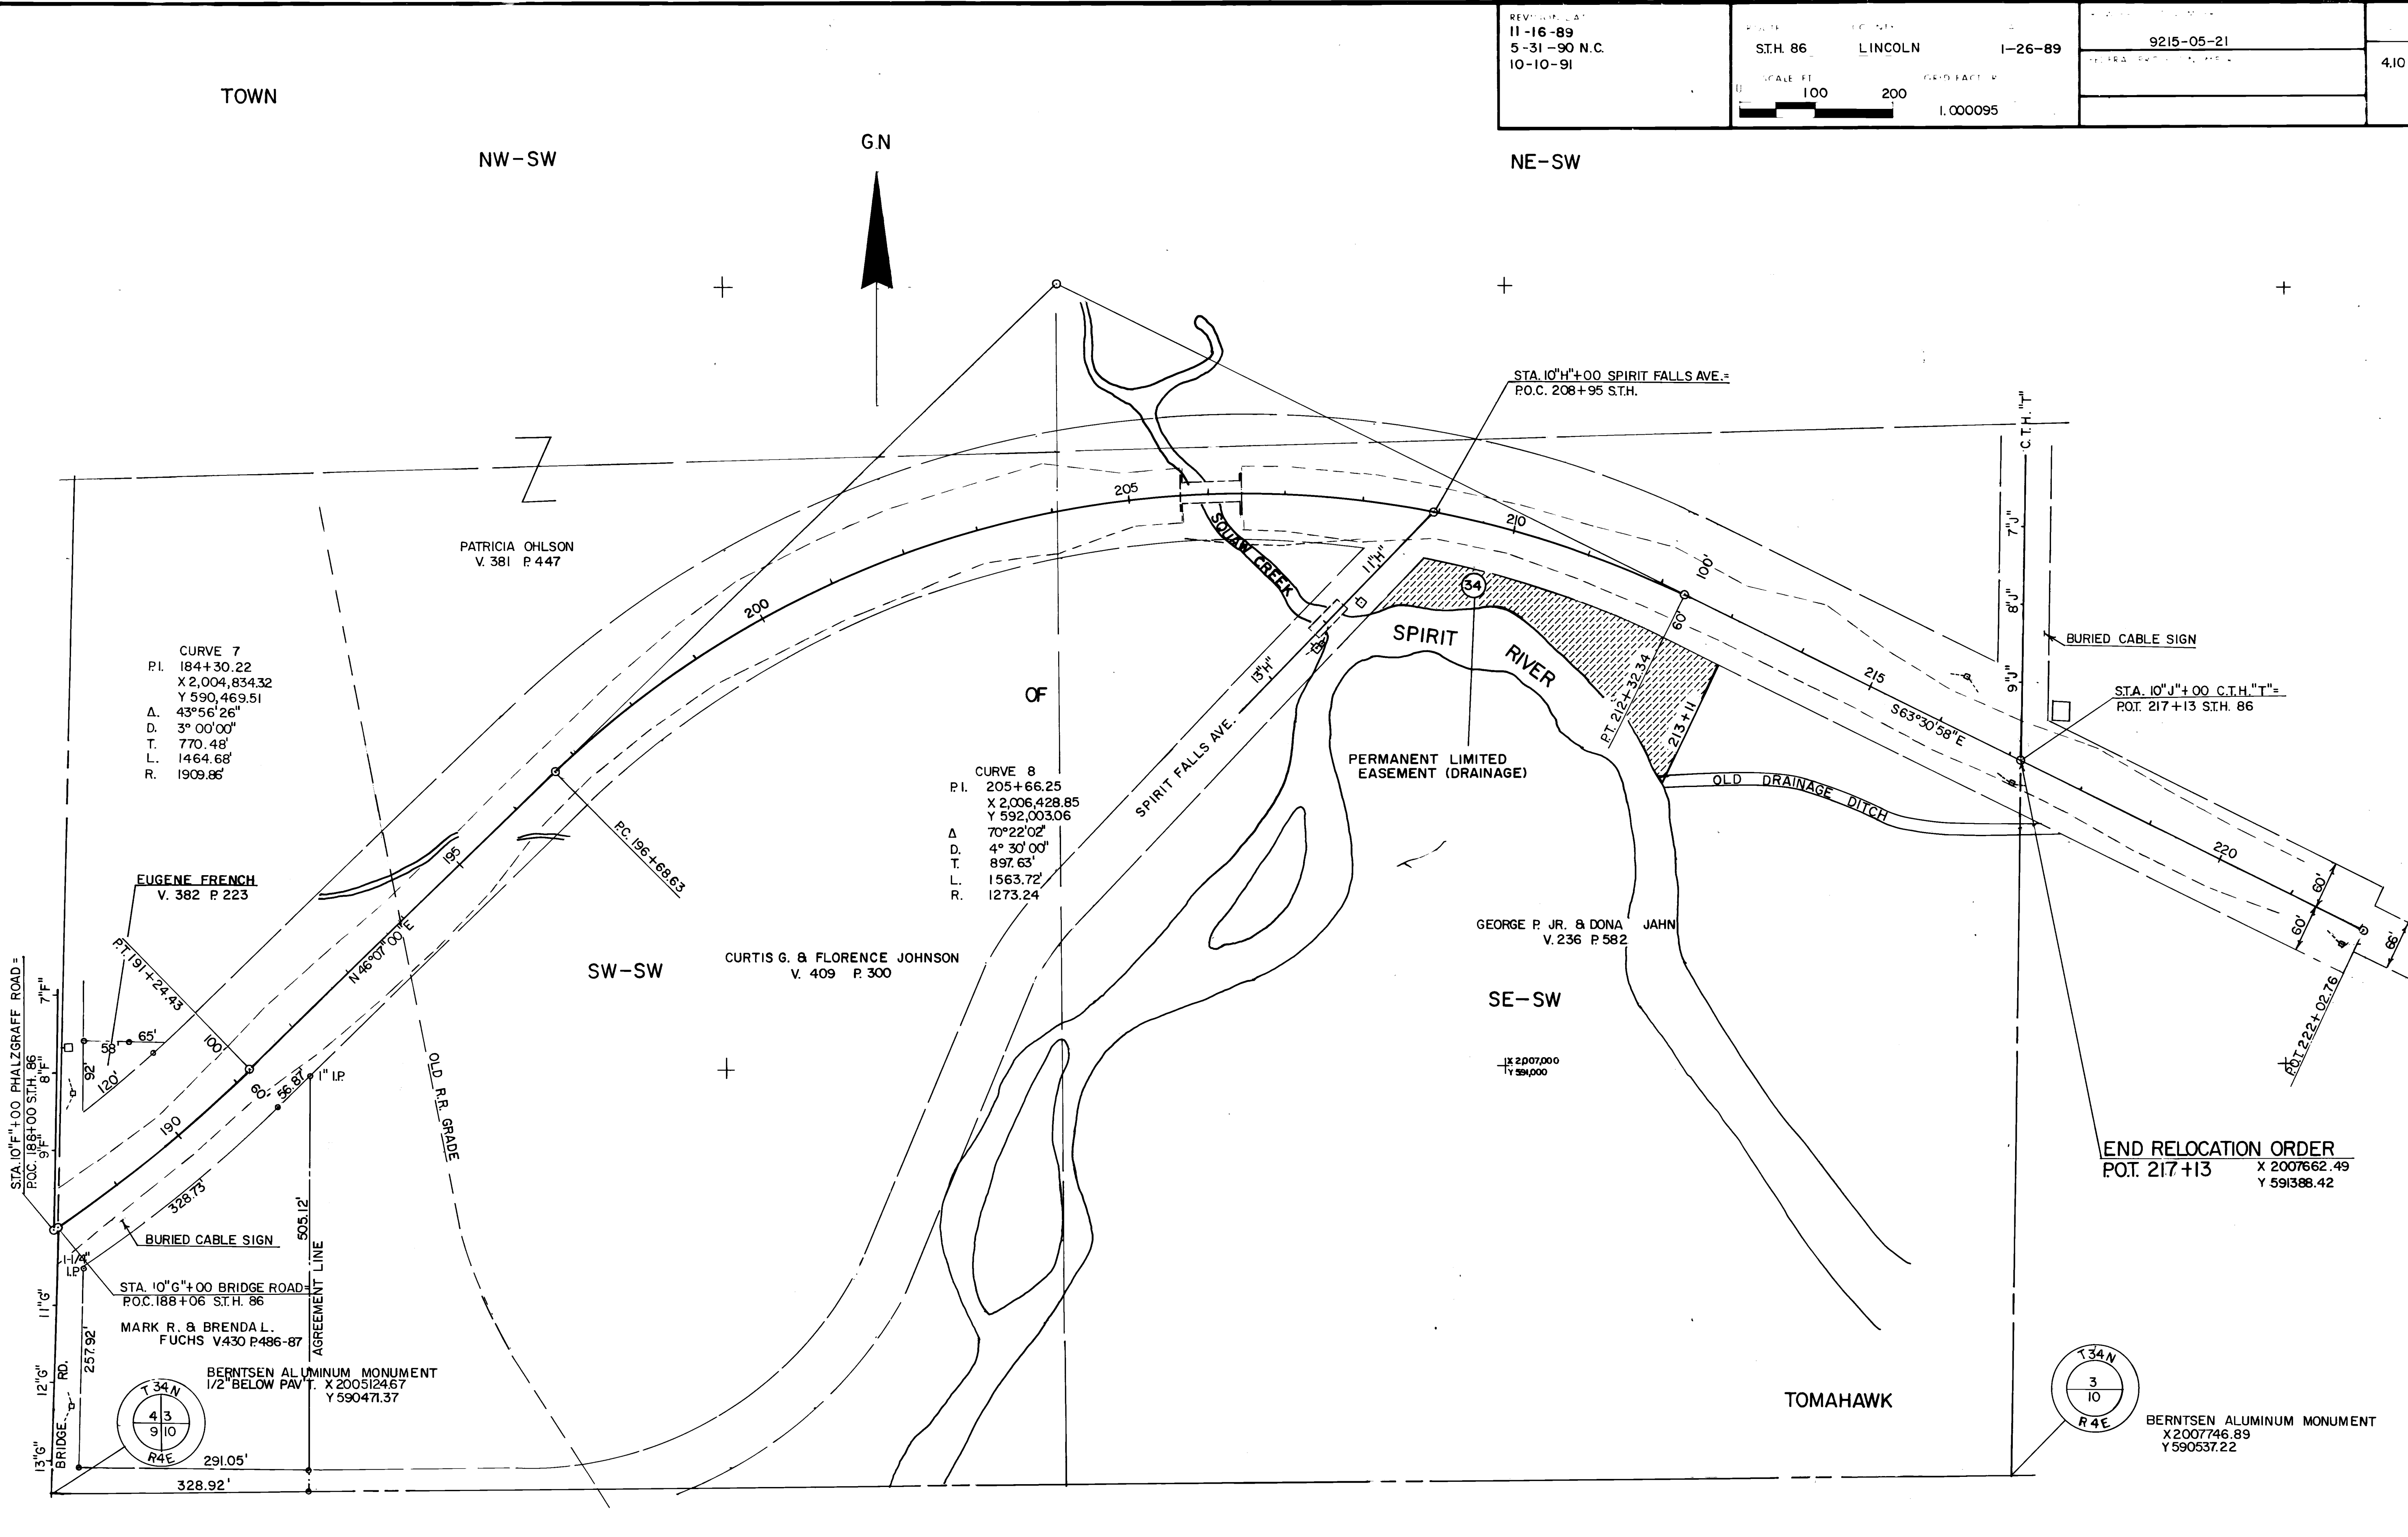 11-16-89
5-31-90 N.C.
10-10-91
S.T.H. 86 LINCOLN 1-26-89
SCALE FT
0 100 200
1.000095
9215-05-21
4.10
TOWN
NW-SW
G.N
NE-SW
STA. 10"H"+00 SPIRIT FALLS AVE.=
P.O.C. 208+95 S.T.H.
C.T.H. "T"
7"J"
8"J"
9"J"
PATRICIA OHLSON
V. 381 P. 447
205
210
SQUAW CREEK
11"H"
34
100'
60'
200
SPIRIT RIVER
13"H"
BURIED CABLE SIGN
CURVE 7
P.I. 184+30.22
X 2,004,834.32
Y 590,469.51
Δ. 43°56'26"
D. 3° 00'00"
T. 770.48'
L. 1464.68'
R. 1909.86'
OF
P.T. 212+32.34
213+11
215
S63°30'58"E
STA. 10"J"+00 C.T.H."T"=
P.O.T. 217+13 S.T.H. 86
SPIRIT FALLS AVE.
PERMANENT LIMITED
EASEMENT (DRAINAGE)
OLD DRAINAGE DITCH
CURVE 8
P.I. 205+66.25
X 2,006,428.85
Y 592,003.06
Δ 70°22'02"
D. 4° 30'00"
T. 897.63'
L. 1563.72'
R. 1273.24
P.C. 196+68.63
195
220
60'
60'
66'
EUGENE FRENCH
V. 382 P. 223
P.T. 191+24.43
N 46°07'00"E
GEORGE P. JR. & DONA JAHN
V. 236 P. 582
CURTIS G. & FLORENCE JOHNSON
V. 409 P. 300
SW-SW
SE-SW
P.O.T. 222+02.76
STA. 10"F"+00 PHALZGRAFF ROAD =
P.O.C. 188+00 S.T.H. 86
7"F"
8"F"
9"F"
65'
58'
92'
120'
100'
60'
56.87'
1" I.P.
X 2,007,000
Y 591,000
OLD R.R. GRADE
190
328.73'
505.12'
AGREEMENT LINE
END RELOCATION ORDER
P.O.T. 217+13 X 2007662.49
Y 591388.42
BURIED CABLE SIGN
1-1/4"
I.P.
STA. 10"G"+00 BRIDGE ROAD=
P.O.C. 188+06 S.T.H. 86
11"G"
12"G"
13"G"
BRIDGE RD.
257.92'
MARK R. & BRENDA L.
FUCHS V.430 P.486-87
BERNTSEN ALUMINUM MONUMENT
1/2" BELOW PAV'T. X 2005124.67
Y 590471.37
T 34N
4 3
9 10
R4E
291.05'
328.92'
TOMAHAWK
T 34N
3
10
R4E
BERNTSEN ALUMINUM MONUMENT
X 2007746.89
Y 590537.22